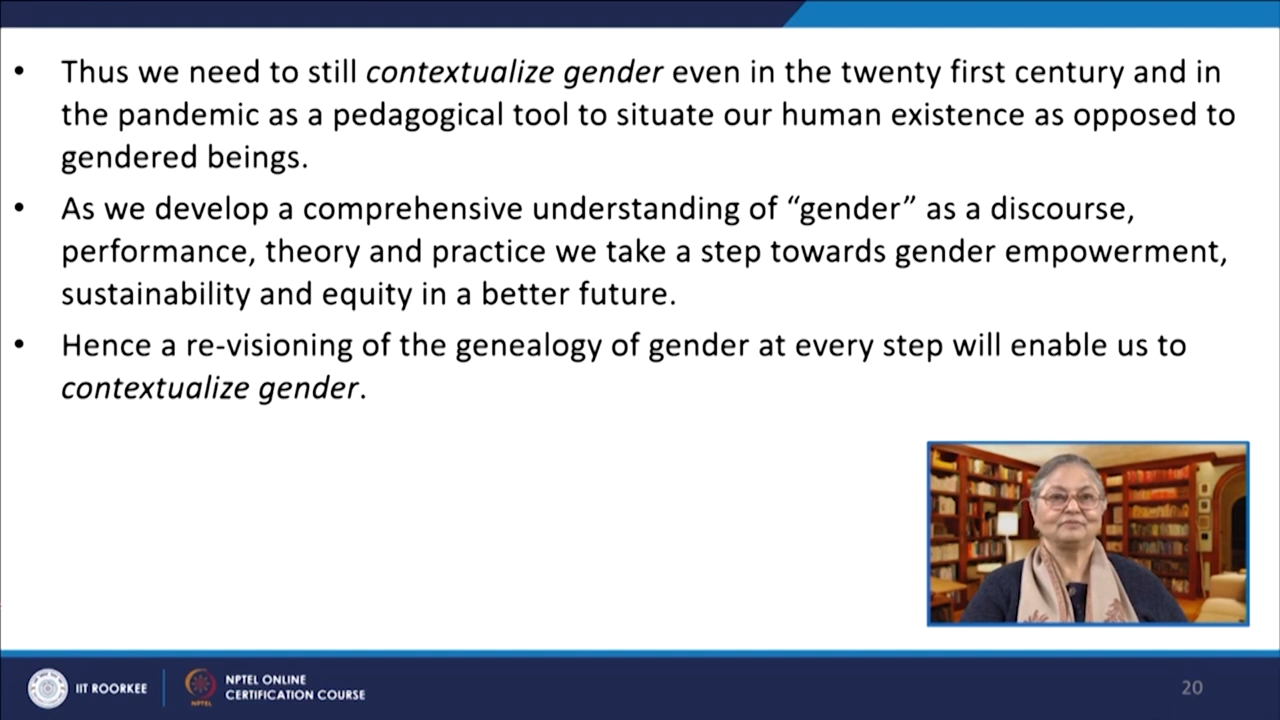 • Thus we need to still contextualize gender even in the twenty first century and in
the pandemic as a pedagogical tool to situate our human existence as opposed to
gendered beings.
• As we develop a comprehensive understanding of “gender” as a discourse,
performance, theory and practice we take a step towards gender empowerment,
sustainability and equity in a better future.
• Hence a re-visioning of the genealogy of gender at every step will enable us to
contextualize gender.
IIT ROORKEE
NPTEL
NPTEL ONLINE
CERTIFICATION COURSE
20